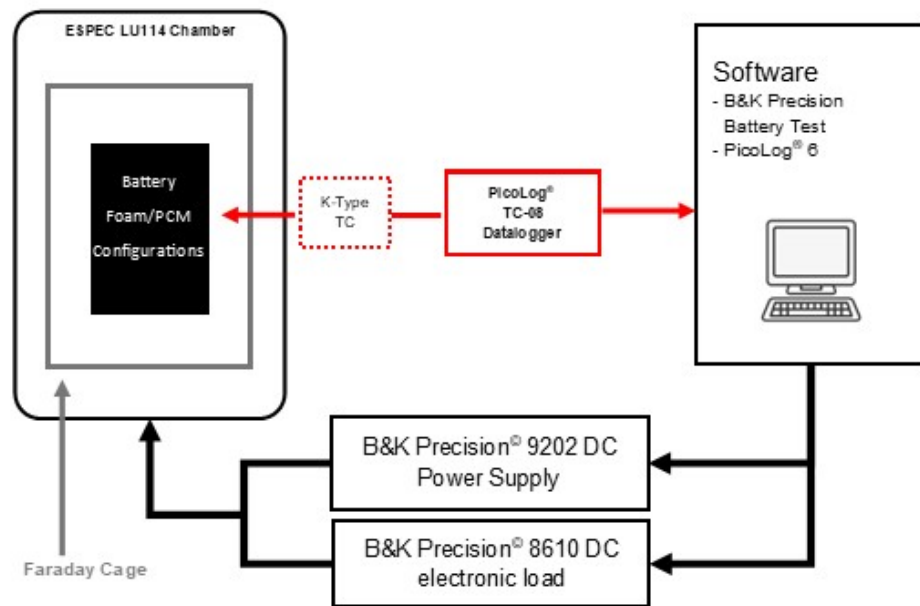 ESPEC LU114 Chamber
Battery
Foam/PCM
Configurations
K-Type
TC
PicoLog®
TC-08
Datalogger
Software
- B&K Precision
Battery Test
- PicoLog® 6
B&K Precision© 9202 DC
Power Supply
B&K Precision© 8610 DC
electronic load
Faraday Cage